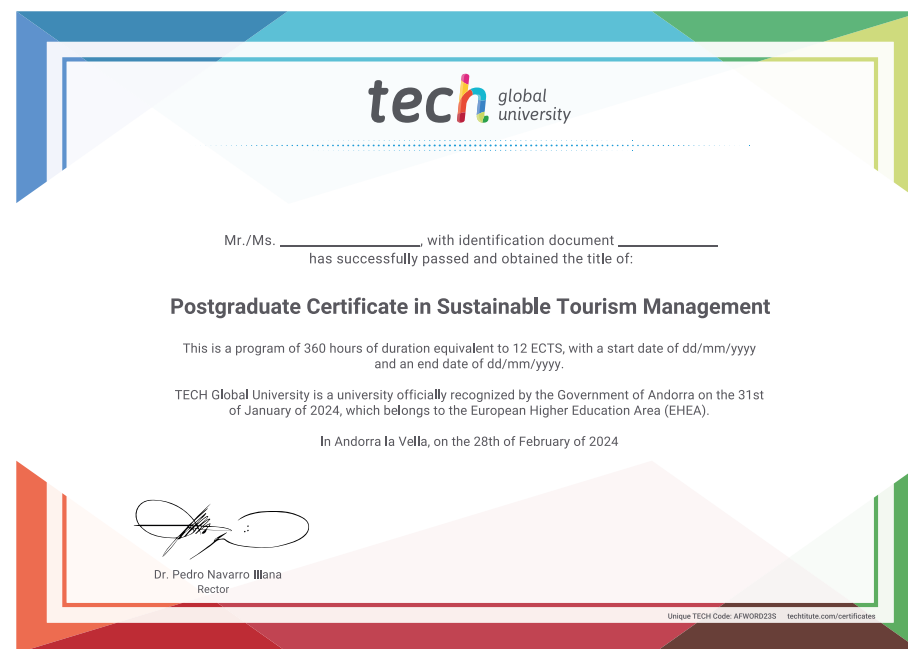 tech global university
Mr./Ms. ____________________, with identification document ______________
has successfully passed and obtained the title of:
Postgraduate Certificate in Sustainable Tourism Management
This is a program of 360 hours of duration equivalent to 12 ECTS, with a start date of dd/mm/yyyy
and an end date of dd/mm/yyyy.
TECH Global University is a university officially recognized by the Government of Andorra on the 31st
of January of 2024, which belongs to the European Higher Education Area (EHEA).
In Andorra la Vella, on the 28th of February of 2024
Dr. Pedro Navarro Illana
Rector
Unique TECH Code: AFWORD23S techtitute.com/certificates